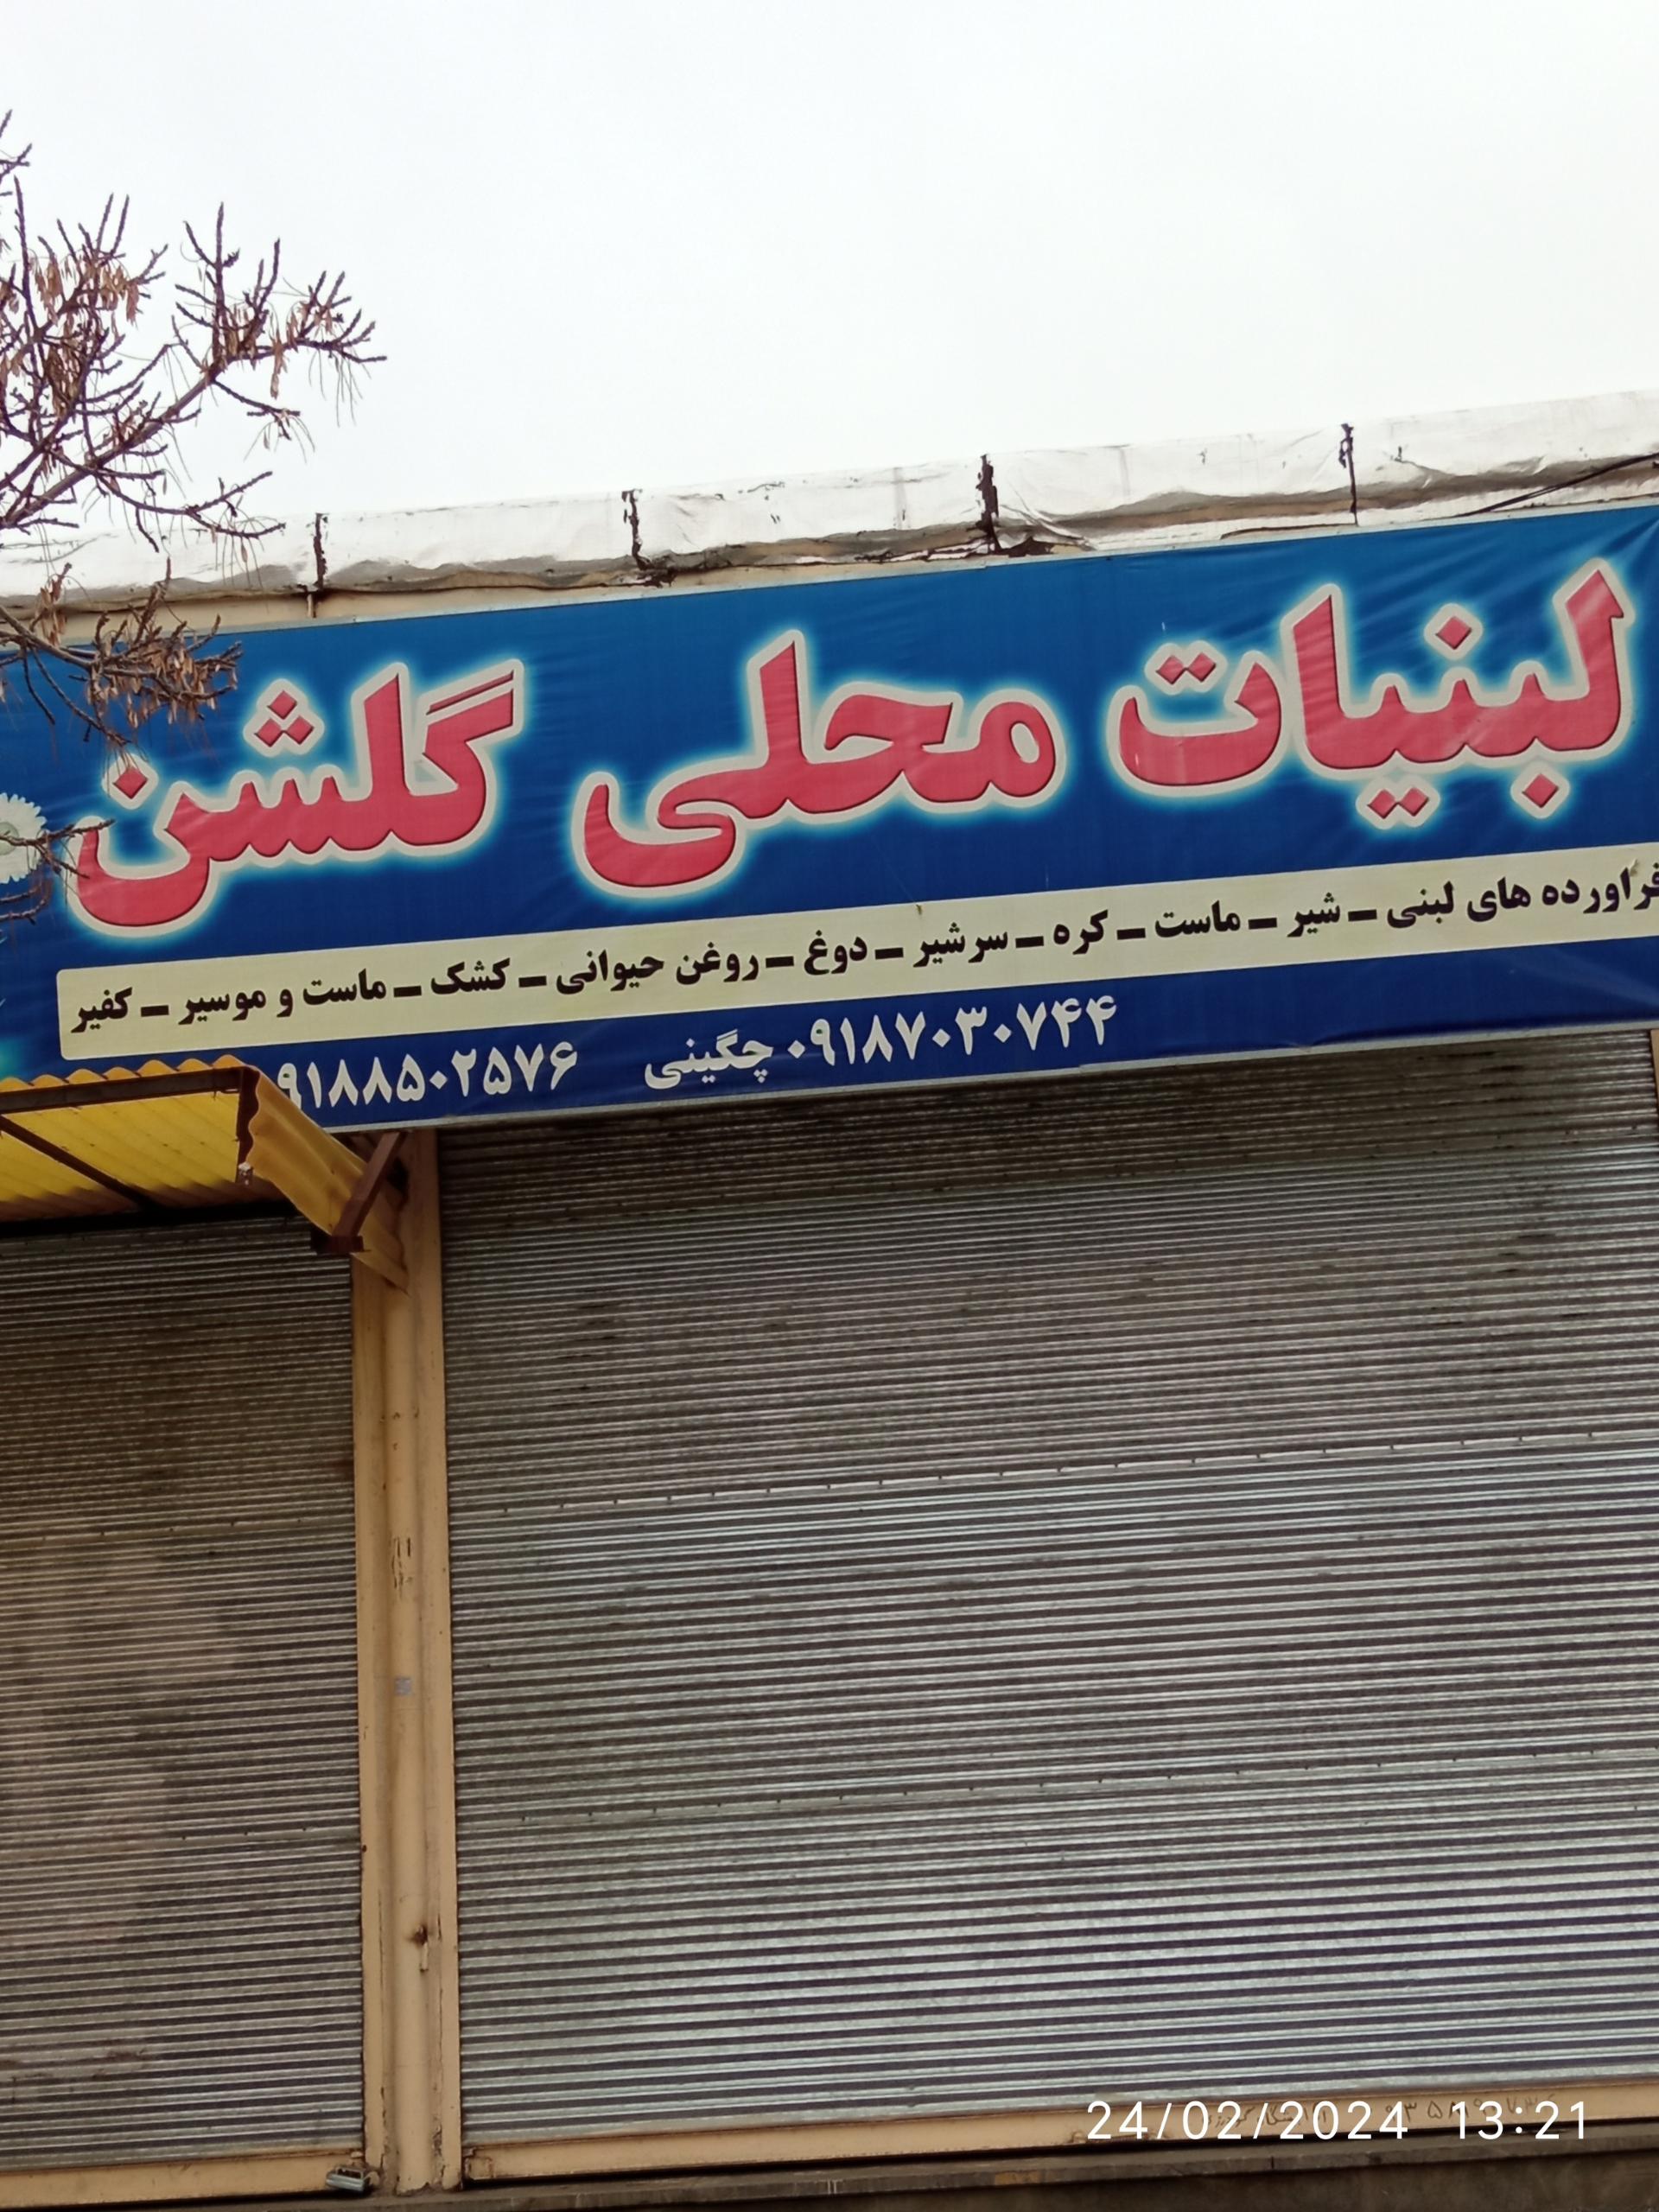 لبنیات محلی گلشن
فراورده های لبنی ـ شیر ـ ماست ـ کره ـ سرشیر ـ دوغ ـ روغن حیوانی ـ کشک ـ ماست و موسیر ـ کفیر
۰۹۱۸۷۰۳۰۷۴۴ چگینی ۹۱۸۸۵۰۲۵۷۶
24/02/2024 13:21